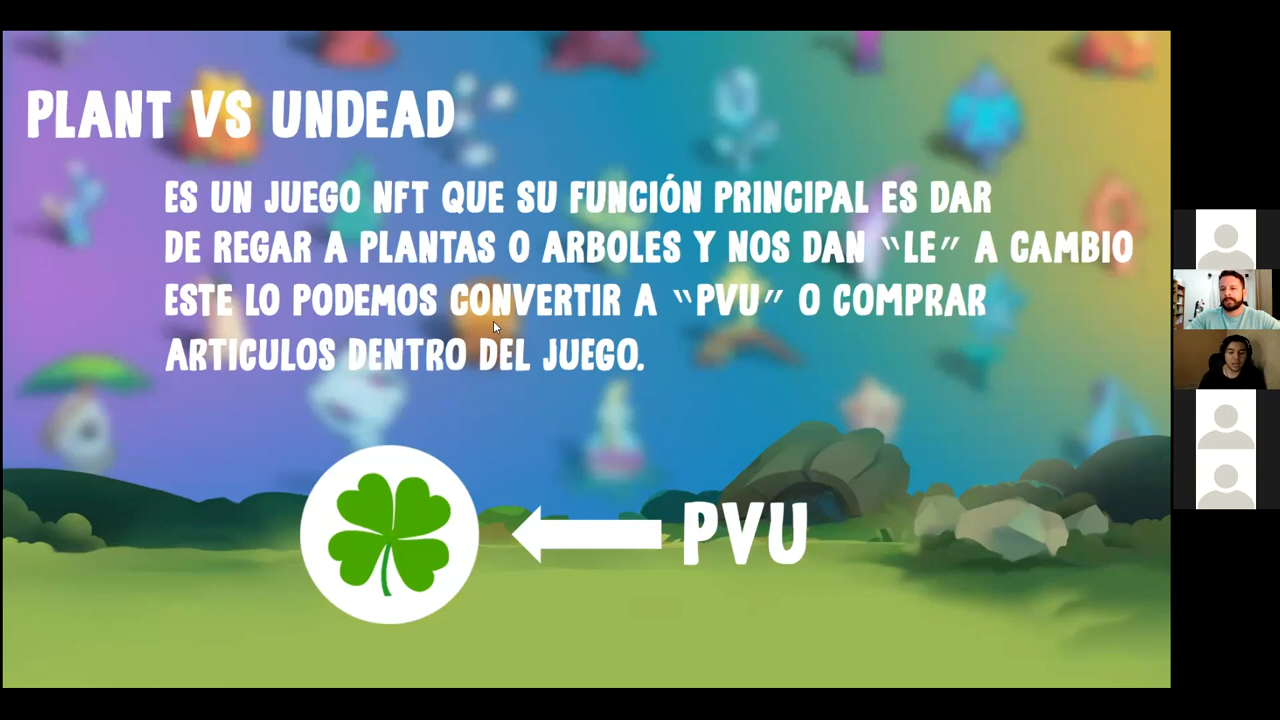 PLANT VS UNDEAD
ES UN JUEGO NFT QUE SU FUNCIÓN PRINCIPAL ES DAR
DE REGAR A PLANTAS O ARBOLES Y NOS DAN “LE” A CAMBIO
ESTE LO PODEMOS CONVERTIR A “PVU” O COMPRAR
ARTICULOS DENTRO DEL JUEGO.
PVU